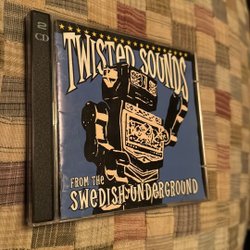 2
CD
TWISTED SOUNDS
FROM THE
SWEDISH UNDERGROUND